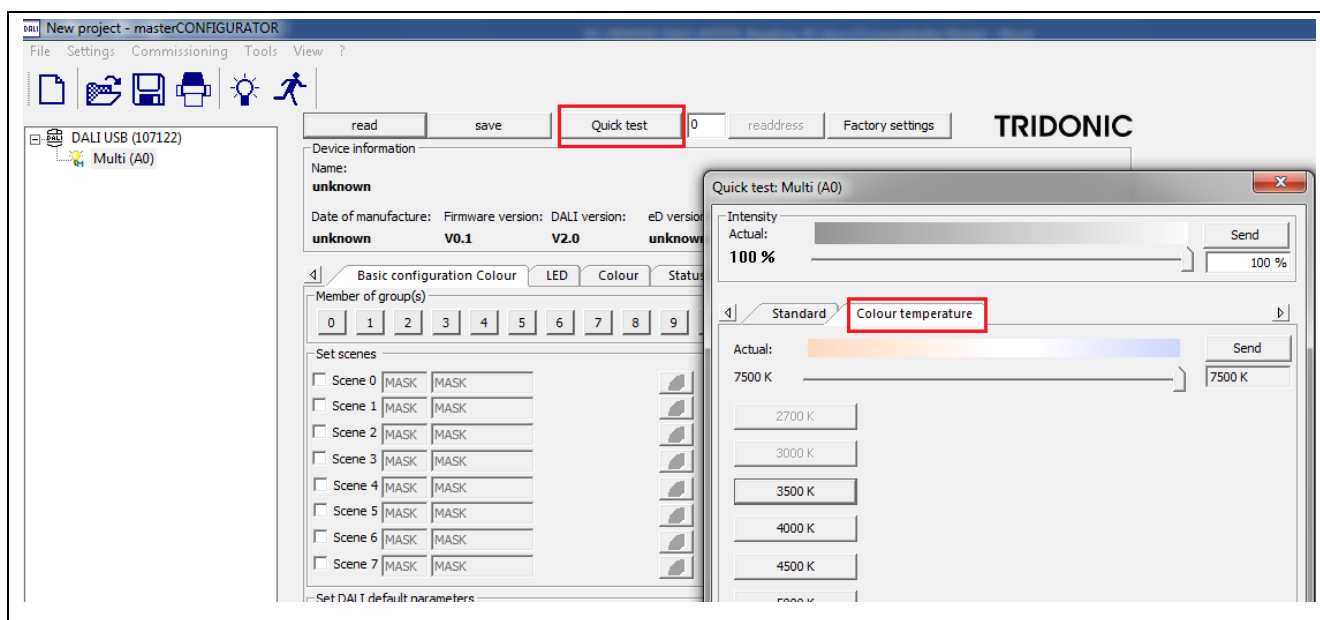 DALI New project - masterCONFIGURATOR
File Settings Commissioning Tools View ?
read save Quick test 0 readdress Factory settings TRIDONIC
DALI USB (107122)
Multi (A0)
Device information
Name:
unknown
Date of manufacture: Firmware version: DALI version: eD version
unknown V0.1 V2.0 unknown
Basic configuration Colour LED Colour Status
Member of group(s)
0 1 2 3 4 5 6 7 8 9
Set scenes
Scene 0 MASK MASK
Scene 1 MASK MASK
Scene 2 MASK MASK
Scene 3 MASK MASK
Scene 4 MASK MASK
Scene 5 MASK MASK
Scene 6 MASK MASK
Scene 7 MASK MASK
Set DALI default parameters
Quick test: Multi (A0)
Intensity
Actual: Send
100 % 100 %
Standard Colour temperature
Actual: Send
7500 K 7500 K
2700 K
3000 K
3500 K
4000 K
4500 K
5000 K